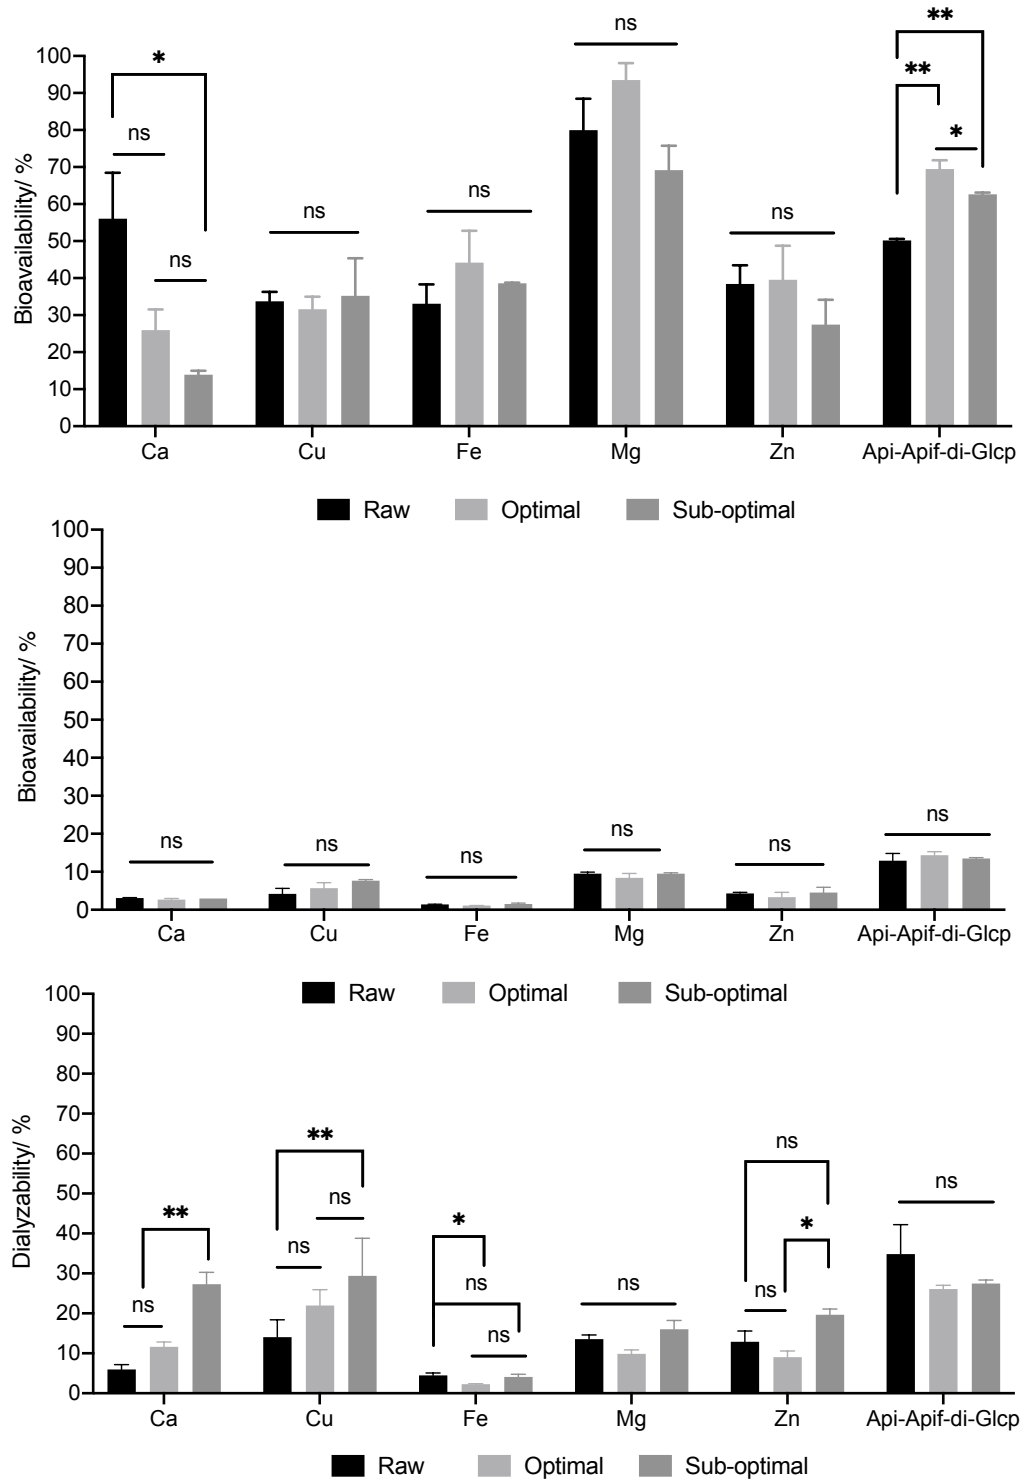 **
ns
100
*
**
90
80
ns
*
70
60
ns
ns
50
ns
40
30
20
10
0
Bioavailability/ %
Ca Cu Fe Mg Zn Api-Apif-di-Glcp
Raw Optimal Sub-optimal
100
90
80
70
60
50
40
30
20
10
0
Bioavailability/ %
ns ns ns ns ns ns
Ca Cu Fe Mg Zn Api-Apif-di-Glcp
Raw Optimal Sub-optimal
100
90
80
70
60
50
40
30
20
10
0
Dialyzability/ %
** ns
ns ns
** * *
ns ns ns
ns ns ns
ns
Ca Cu Fe Mg Zn Api-Apif-di-Glcp
Raw Optimal Sub-optimal